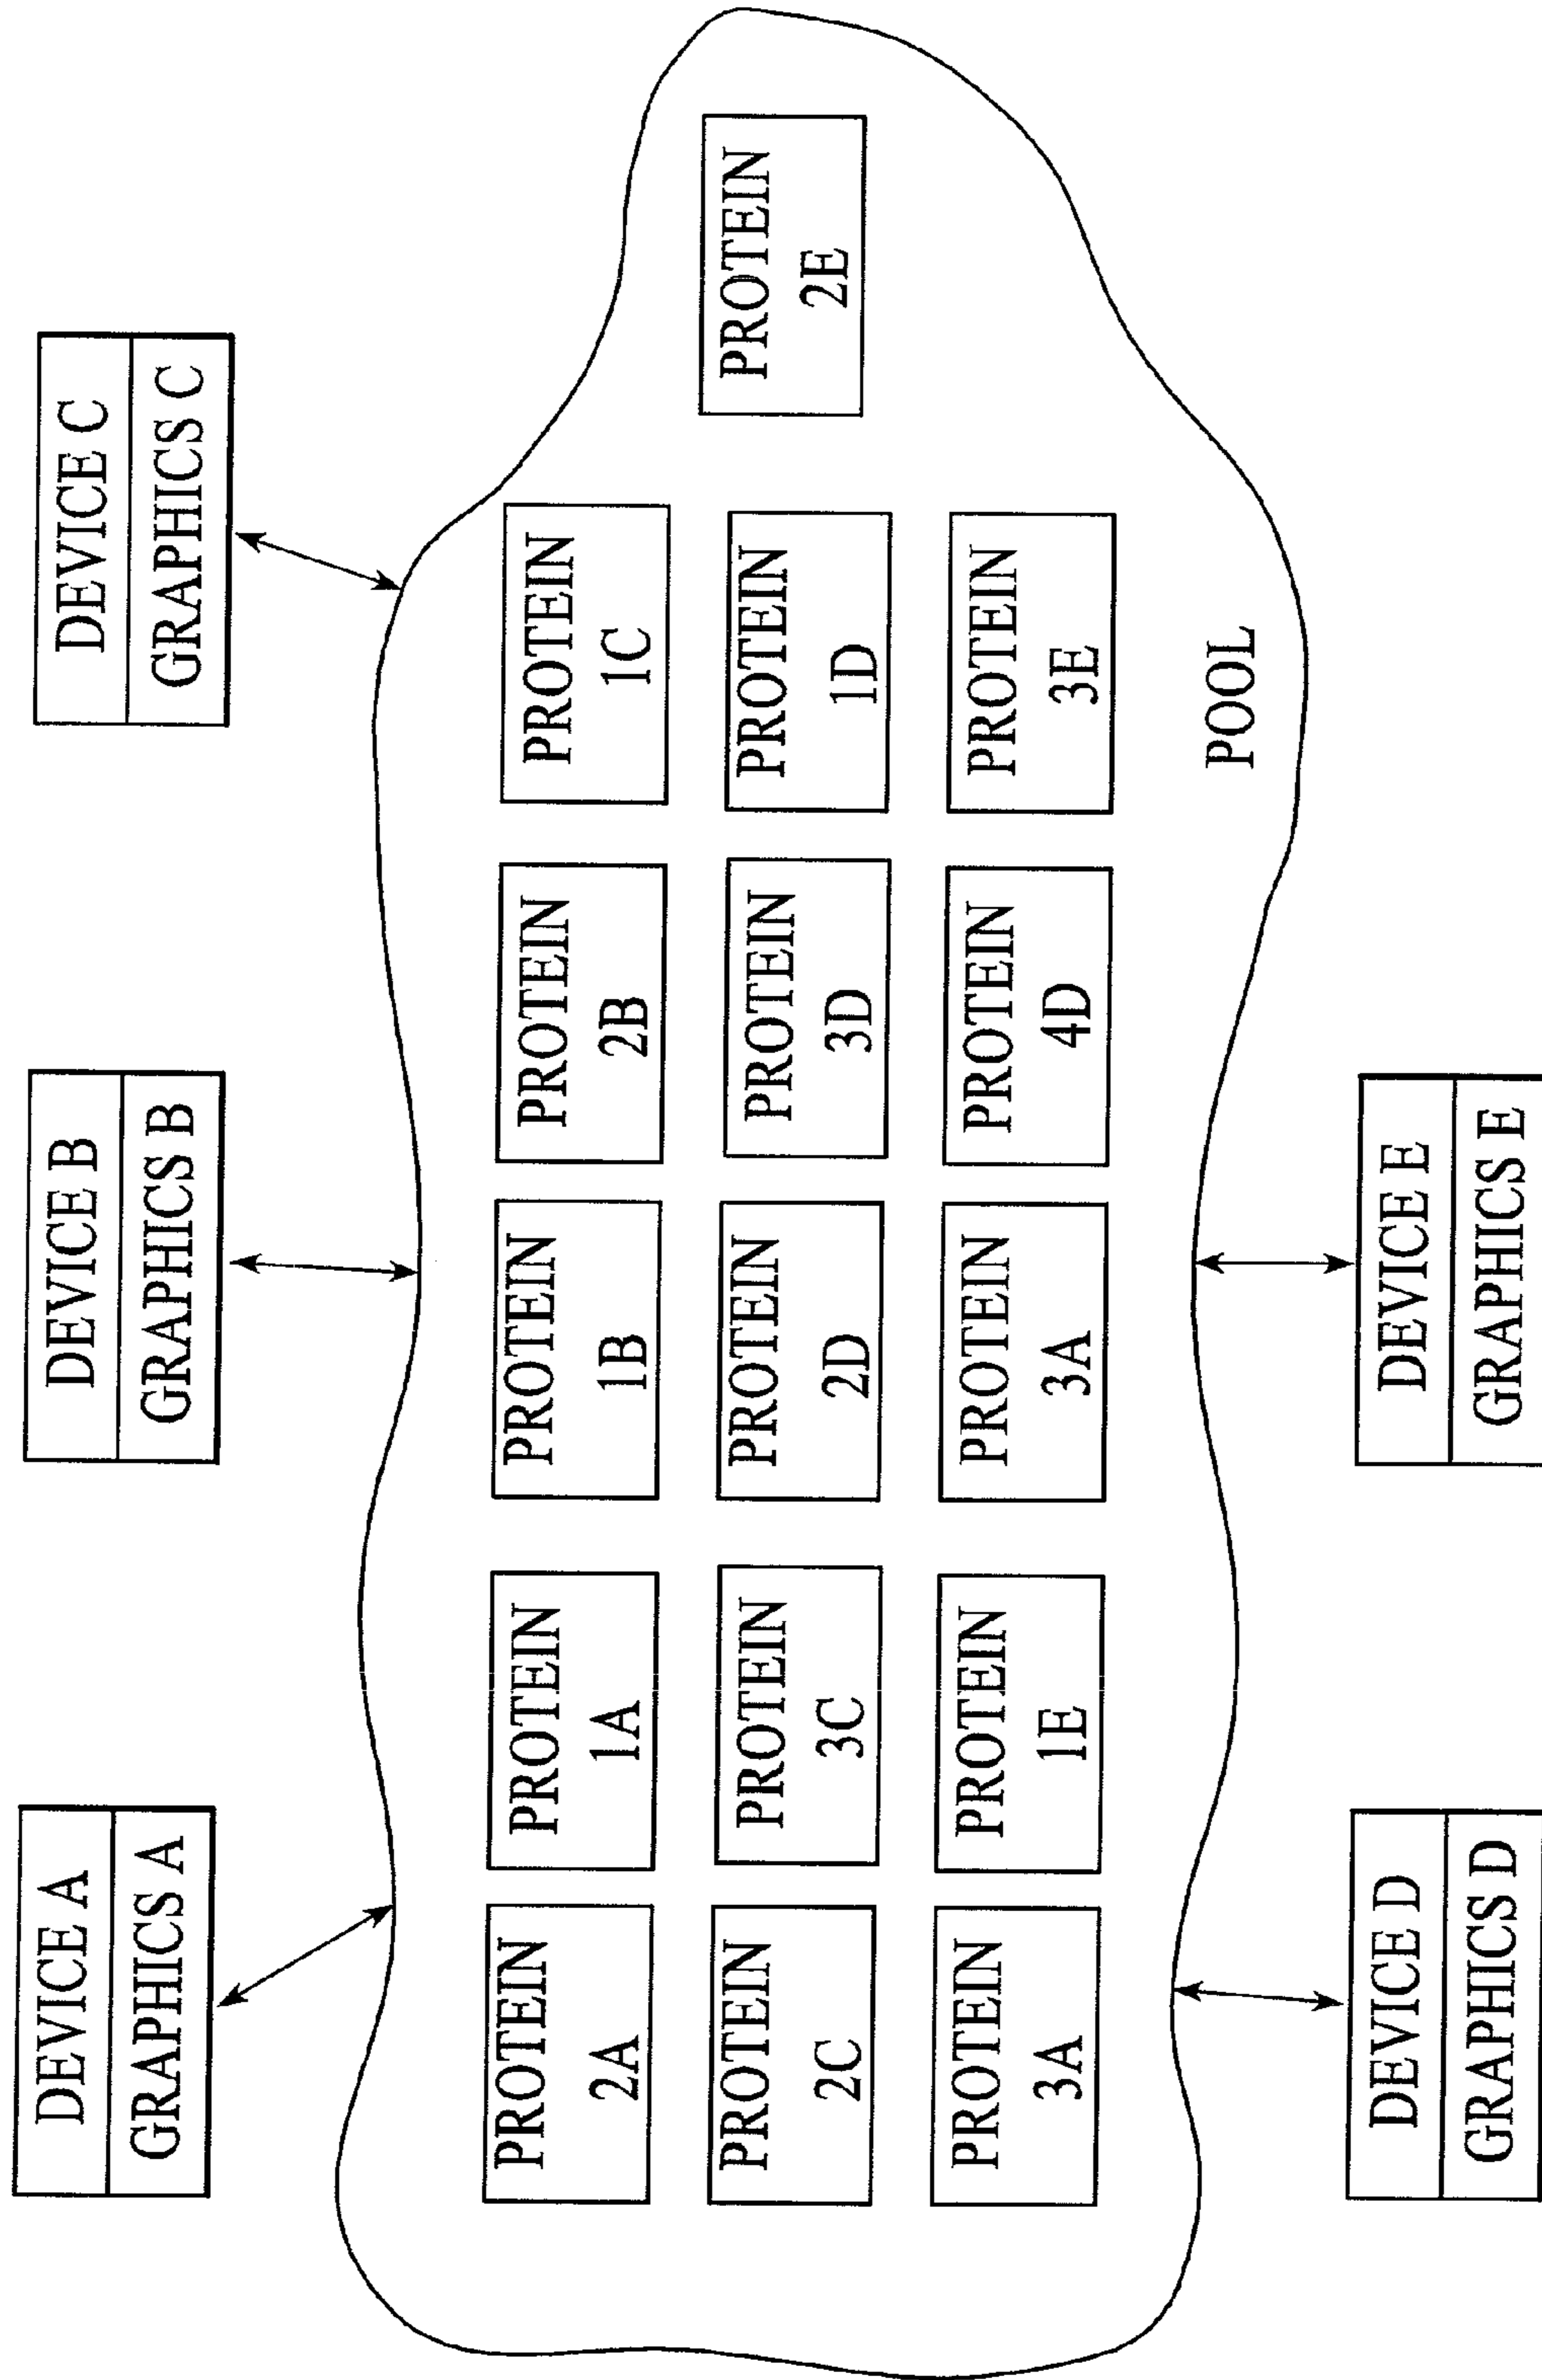 DEVICE A
GRAPHICS A
DEVICE B
GRAPHICS B
DEVICE C
GRAPHICS C
PROTEIN
2A
PROTEIN
1A
PROTEIN
1B
PROTEIN
2B
PROTEIN
1C
PROTEIN
2C
PROTEIN
3C
PROTEIN
2D
PROTEIN
3D
PROTEIN
1D
PROTEIN
2E
PROTEIN
3A
PROTEIN
1E
PROTEIN
3A
PROTEIN
4D
PROTEIN
3E
POOL
DEVICE D
GRAPHICS D
DEVICE E
GRAPHICS E